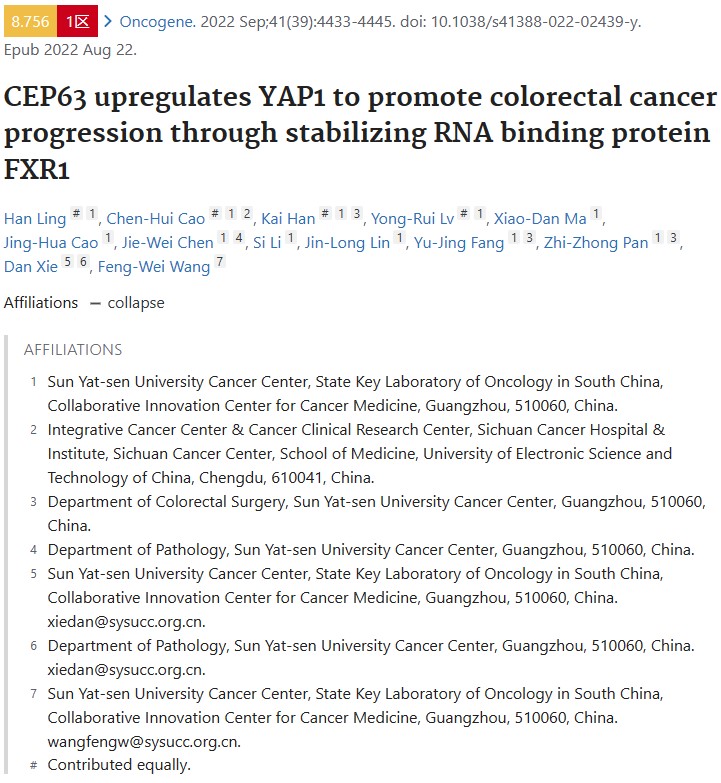 8.756 1区 > Oncogene. 2022 Sep;41(39):4433-4445. doi: 10.1038/s41388-022-02439-y.
Epub 2022 Aug 22.
CEP63 upregulates YAP1 to promote colorectal cancer
progression through stabilizing RNA binding protein
FXR1
Han Ling # 1, Chen-Hui Cao # 1 2, Kai Han # 1 3, Yong-Rui Lv # 1, Xiao-Dan Ma 1,
Jing-Hua Cao 1, Jie-Wei Chen 1 4, Si Li 1, Jin-Long Lin 1, Yu-Jing Fang 1 3, Zhi-Zhong Pan 1 3,
Dan Xie 5 6, Feng-Wei Wang 7
Affiliations — collapse
AFFILIATIONS
1 Sun Yat-sen University Cancer Center, State Key Laboratory of Oncology in South China,
Collaborative Innovation Center for Cancer Medicine, Guangzhou, 510060, China.
2 Integrative Cancer Center & Cancer Clinical Research Center, Sichuan Cancer Hospital &
Institute, Sichuan Cancer Center, School of Medicine, University of Electronic Science and
Technology of China, Chengdu, 610041, China.
3 Department of Colorectal Surgery, Sun Yat-sen University Cancer Center, Guangzhou, 510060,
China.
4 Department of Pathology, Sun Yat-sen University Cancer Center, Guangzhou, 510060, China.
5 Sun Yat-sen University Cancer Center, State Key Laboratory of Oncology in South China,
Collaborative Innovation Center for Cancer Medicine, Guangzhou, 510060, China.
xiedan@sysucc.org.cn.
6 Department of Pathology, Sun Yat-sen University Cancer Center, Guangzhou, 510060, China.
xiedan@sysucc.org.cn.
7 Sun Yat-sen University Cancer Center, State Key Laboratory of Oncology in South China,
Collaborative Innovation Center for Cancer Medicine, Guangzhou, 510060, China.
wangfengw@sysucc.org.cn.
# Contributed equally.